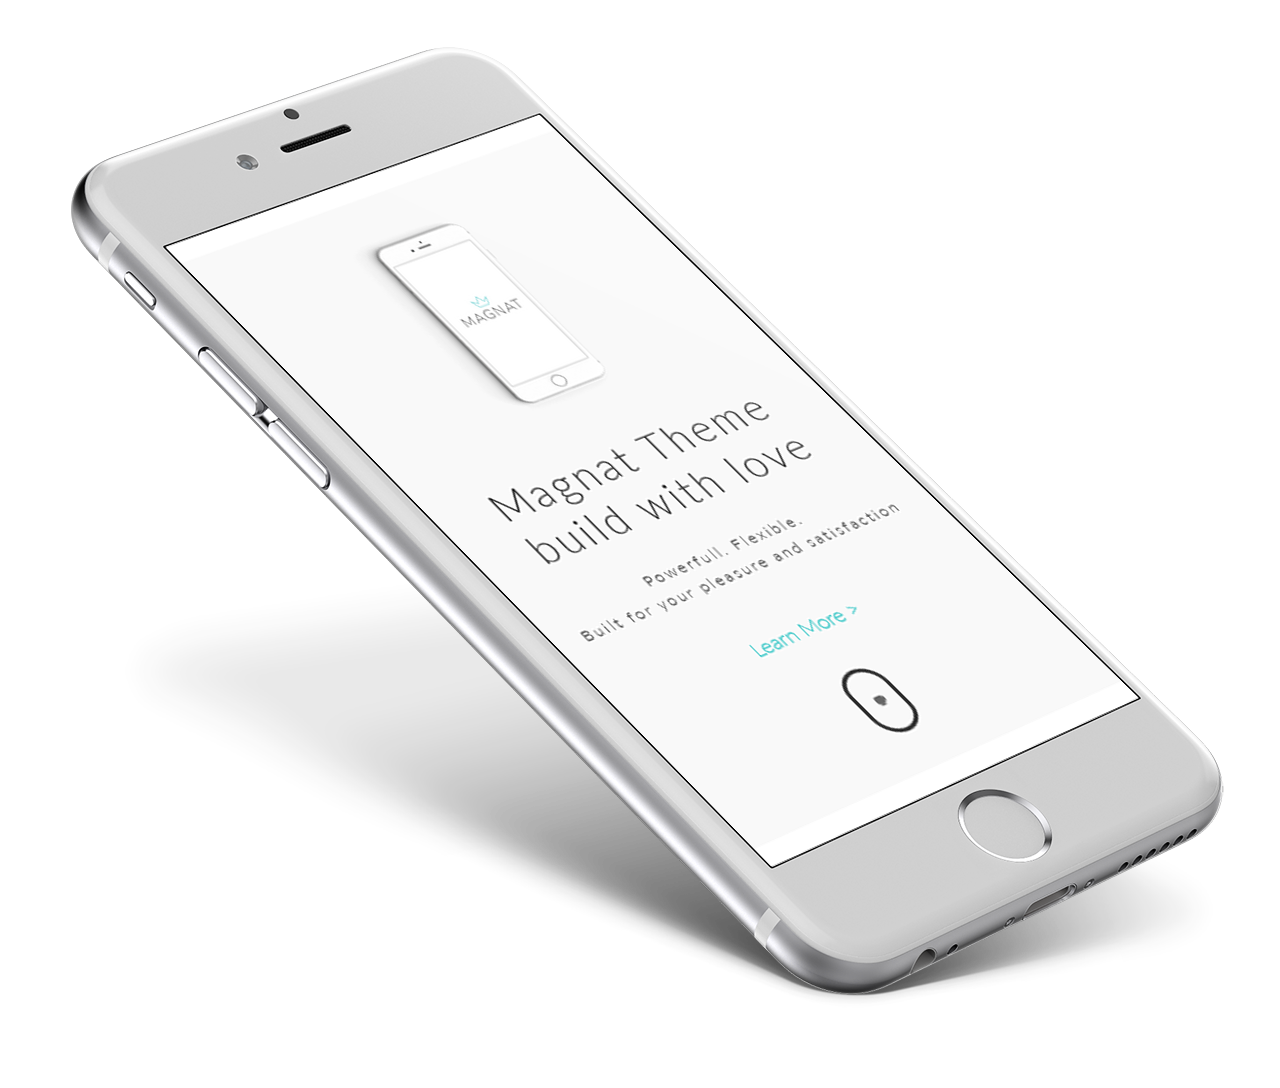 MAGNAT
Magnat Theme
build with love
Powerfull. Flexible.
Built for your pleasure and satisfaction
Learn More >